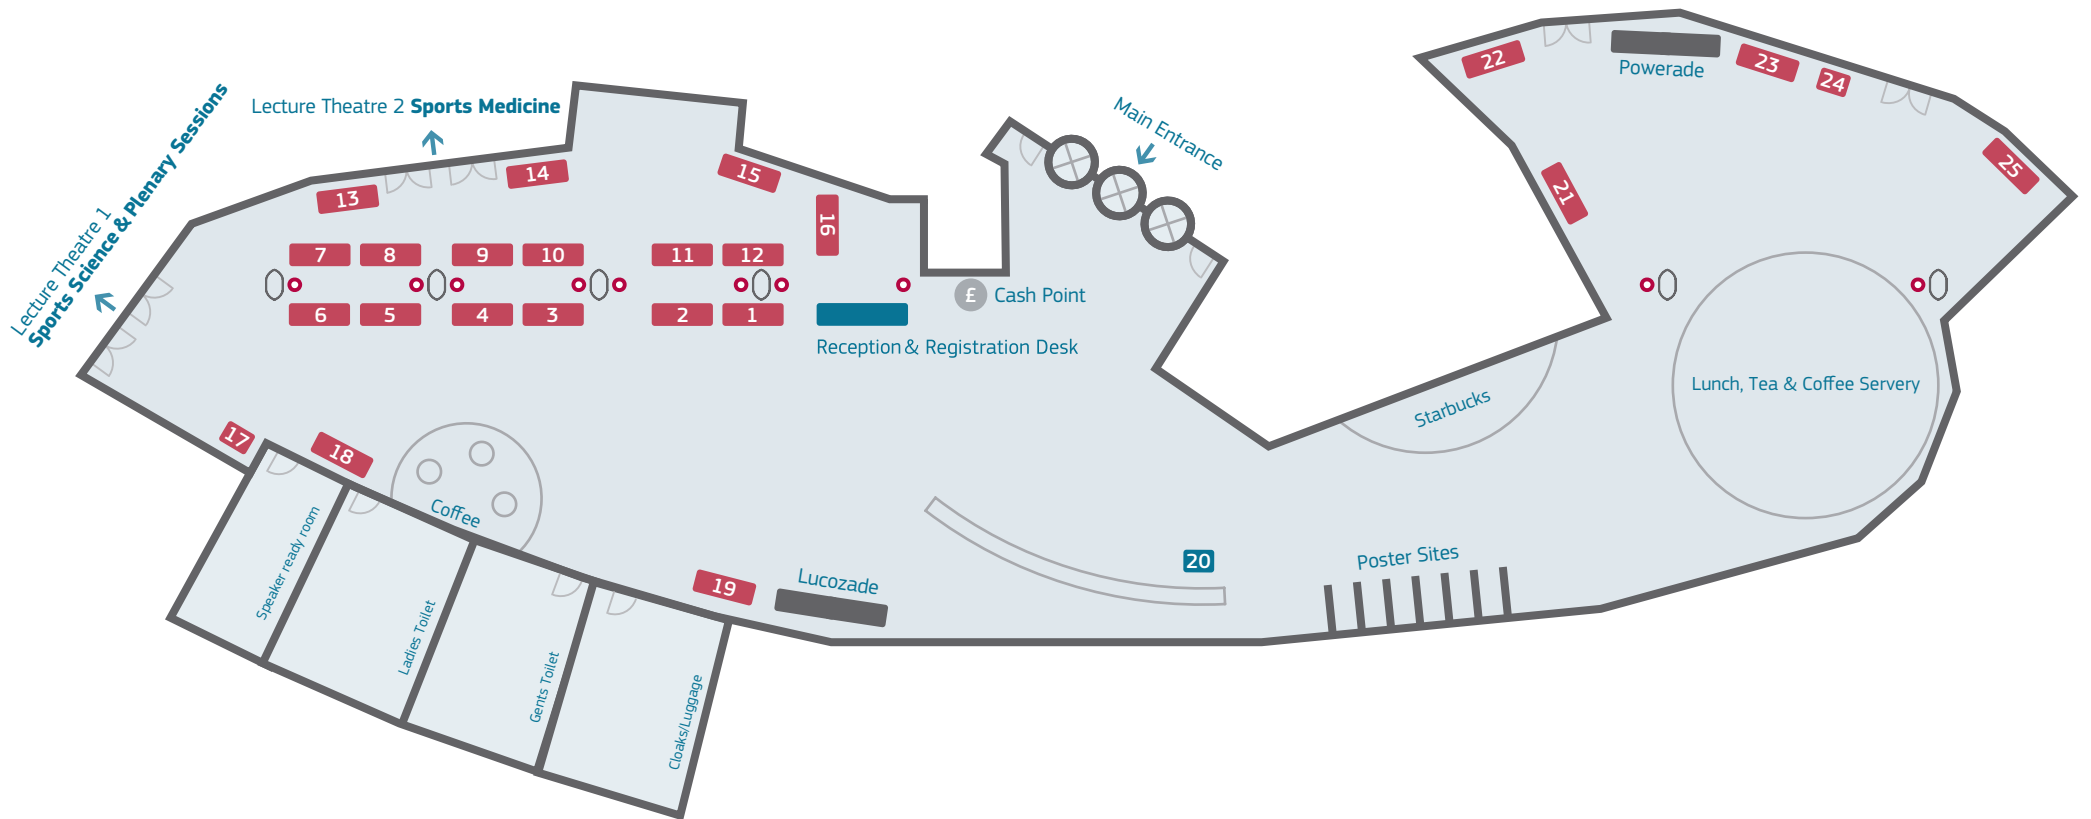 Lecture Theatre 1
Sports Science & Plenary Sessions
Lecture Theatre 2 Sports Medicine
Main Entrance
22
Powerade
23
24
25
21
13
14
15
16
7
8
9
10
11
12
6
5
4
3
2
1
£
Cash Point
Reception & Registration Desk
Starbucks
Lunch, Tea & Coffee Servery
17
18
Coffee
19
Lucozade
20
Poster Sites
Speaker ready room
Ladies Toilet
Gents Toilet
Cloaks/Luggage